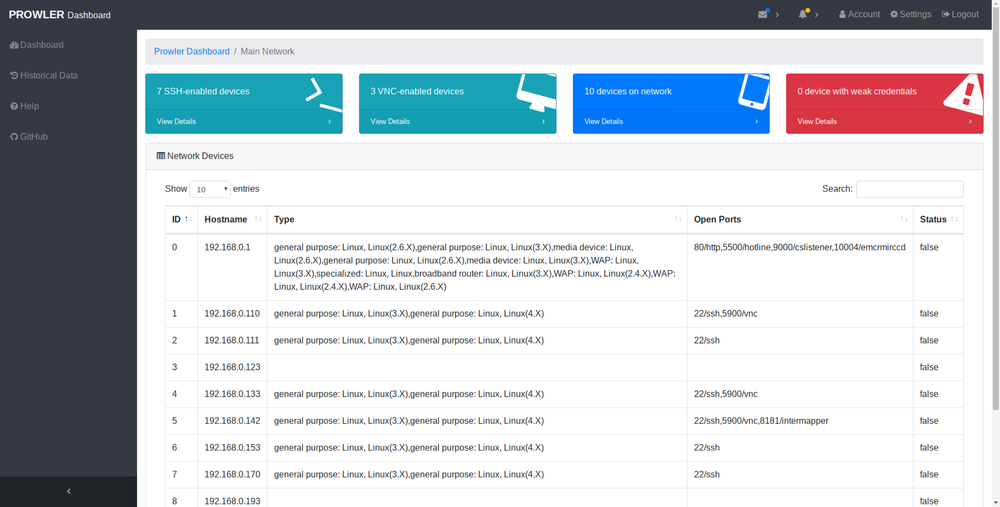 PROWLER Dashboard
Account Settings Logout
Dashboard
Historical Data
Help
GitHub
Prowler Dashboard / Main Network
7 SSH-enabled devices
View Details
3 VNC-enabled devices
View Details
10 devices on network
View Details
0 device with weak credentials
View Details
Network Devices
Show 10 entries
Search:
ID Hostname Type Open Ports Status
0 192.168.0.1 general purpose: Linux, Linux(2.6.X),general purpose: Linux, Linux(3.X),media device: Linux, 80/http,5500/hotline,9000/cslistener,10004/emcrmirccd false
Linux(2.6.X),general purpose: Linux, Linux(2.6.X),media device: Linux, Linux(3.X),WAP: Linux,
Linux(3.X),specialized: Linux, Linux,broadband router: Linux, Linux(3.X),WAP: Linux, Linux(2.4.X),WAP:
Linux, Linux(2.4.X),WAP: Linux, Linux(2.6.X)
1 192.168.0.110 general purpose: Linux, Linux(3.X),general purpose: Linux, Linux(4.X) 22/ssh,5900/vnc false
2 192.168.0.111 general purpose: Linux, Linux(3.X),general purpose: Linux, Linux(4.X) 22/ssh false
3 192.168.0.123 false
4 192.168.0.133 general purpose: Linux, Linux(3.X),general purpose: Linux, Linux(4.X) 22/ssh,5900/vnc false
5 192.168.0.142 general purpose: Linux, Linux(3.X),general purpose: Linux, Linux(4.X) 22/ssh,5900/vnc,8181/intermapper false
6 192.168.0.153 general purpose: Linux, Linux(3.X),general purpose: Linux, Linux(4.X) 22/ssh false
7 192.168.0.170 general purpose: Linux, Linux(3.X),general purpose: Linux, Linux(4.X) 22/ssh false
8 192.168.0.193 false